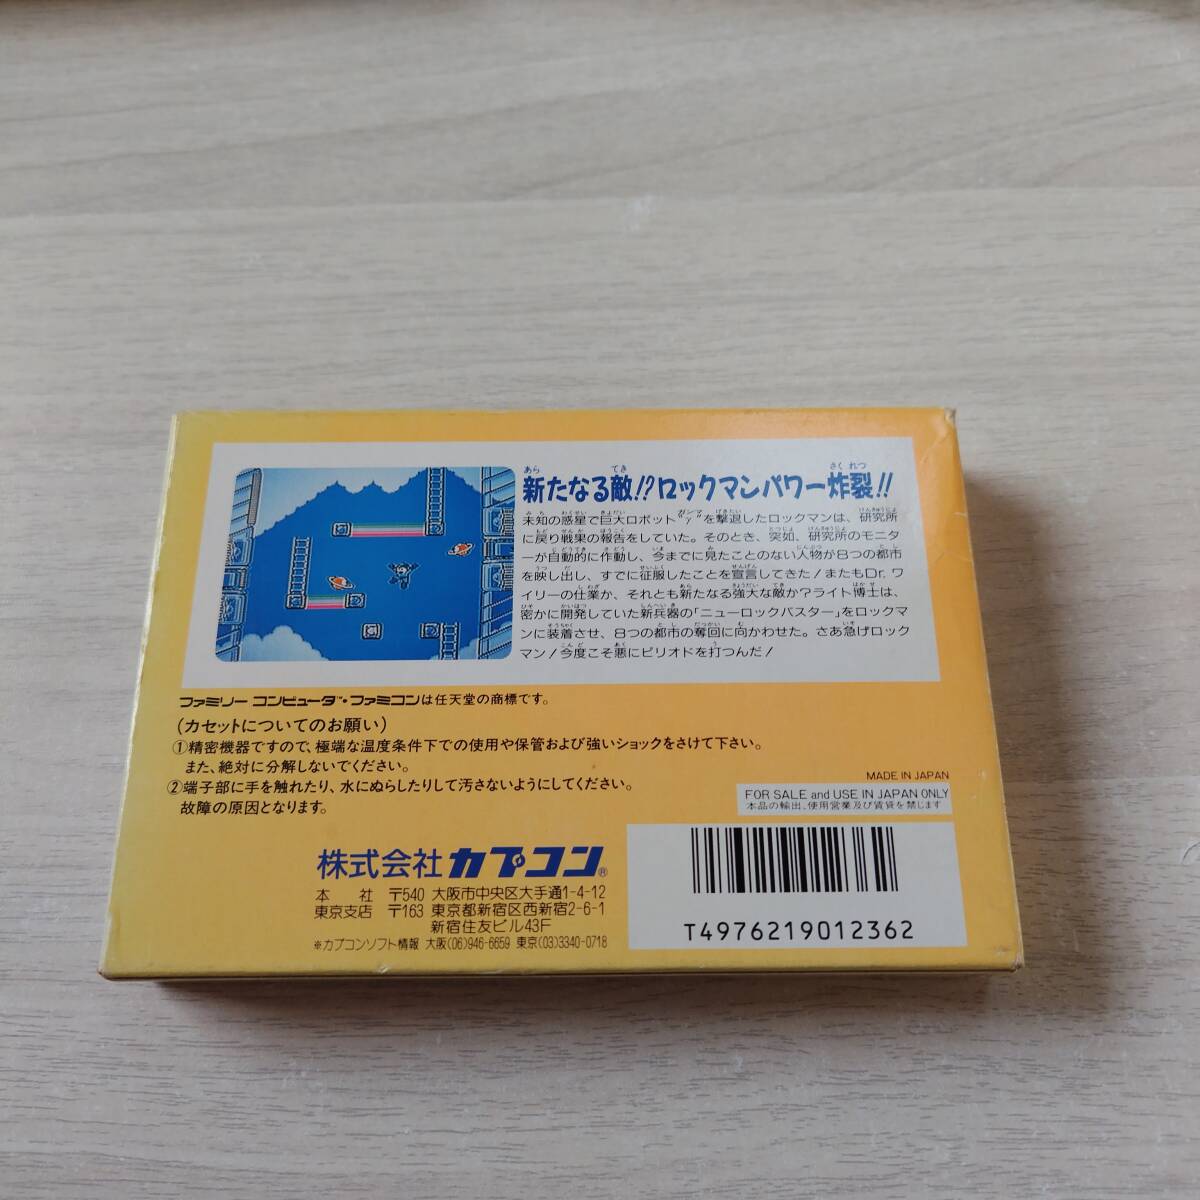 新たなる敵!?ロックマンパワー炸裂!!
未知の惑星で巨大ロボット"γ"を撃退したロックマンは、研究所
に戻り戦果の報告をしていた。そのとき、突如、研究所のモニタ
ーが自動的に作動し、今までに見たことのない人物が8つの都市
を映し出し、すでに征服したことを宣言してきた!またもDr.ワ
イリーの仕業か、それとも新たなる強大な敵か?ライト博士は、
密かに開発していた新兵器の「ニューロックバスター」をロックマ
ンに装着させ、8つの都市の奪回に向かわせた。さあ急げロック
マン!今度こそ悪にピリオドを打つんだ!
ファミリー コンピュータ™・ファミコンは任天堂の商標です。
(カセットについてのお願い)
①精密機器ですので、極端な温度条件下での使用や保管および強いショックをさけて下さい。
また、絶対に分解しないでください。
②端子部に手を触れたり、水にぬらしたりして汚さないようにしてください。
故障の原因となります。
MADE IN JAPAN
FOR SALE and USE IN JAPAN ONLY
本品の輸出、使用営業及び賃貸を禁じます
株式会社 カプコン®
本 社 〒540 大阪市中央区大手通1-4-12
東京支店 〒163 東京都新宿区西新宿2-6-1
新宿住友ビル43F
※カプコンソフト情報 大阪(06)946-6659 東京(03)3340-0718
T4976219012362